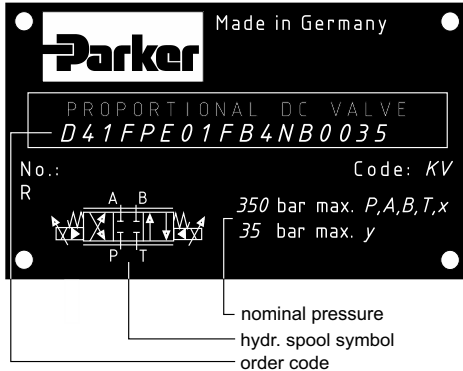 Made in Germany
Parker
PROPORTIONAL DC VALVE
D41FPE01FB4NB0035
No.:
Code: KV
R
A B
350 bar max. P,A,B,T,x
35 bar max. y
P T
nominal pressure
hydr. spool symbol
order code